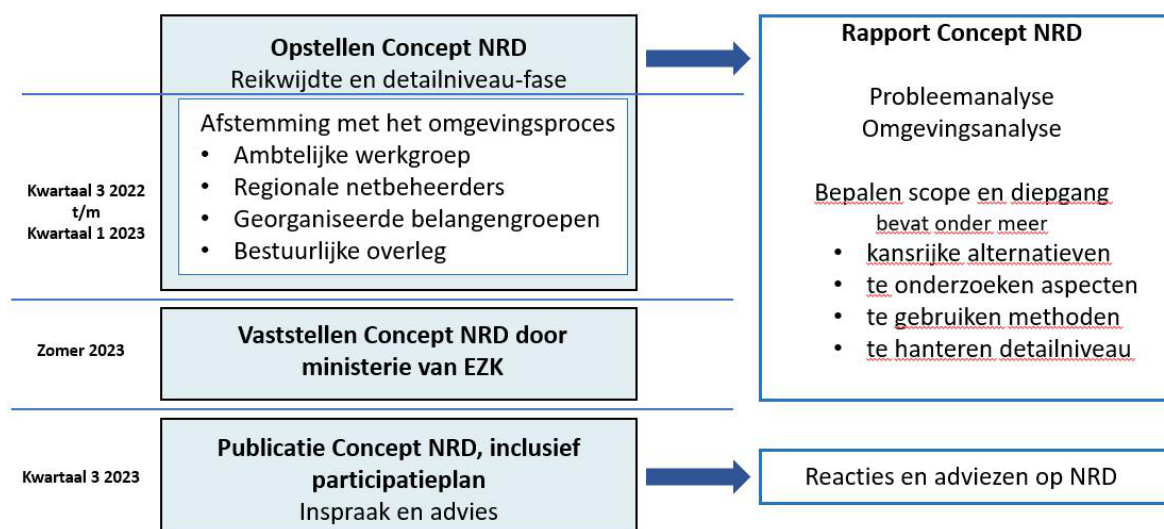 Opstellen Concept NRD
Reikwijdte en detailniveau-fase
Afstemming met het omgevingsproces
• Ambtelijke werkgroep
• Regionale netbeheerders
• Georganiseerde belangengroepen
• Bestuurlijke overleg
Kwartaal 3 2022
t/m
Kwartaal 1 2023
Rapport Concept NRD
Probleemanalyse
Omgevingsanalyse
Bepalen scope en diepgang
bevat onder meer
• kansrijke alternatieven
• te onderzoeken aspecten
• te gebruiken methoden
• te hanteren detailniveau
Zomer 2023
Vaststellen Concept NRD door
ministerie van EZK
Kwartaal 3 2023
Publicatie Concept NRD, inclusief
participatieplan
Inspraak en advies
Reacties en adviezen op NRD